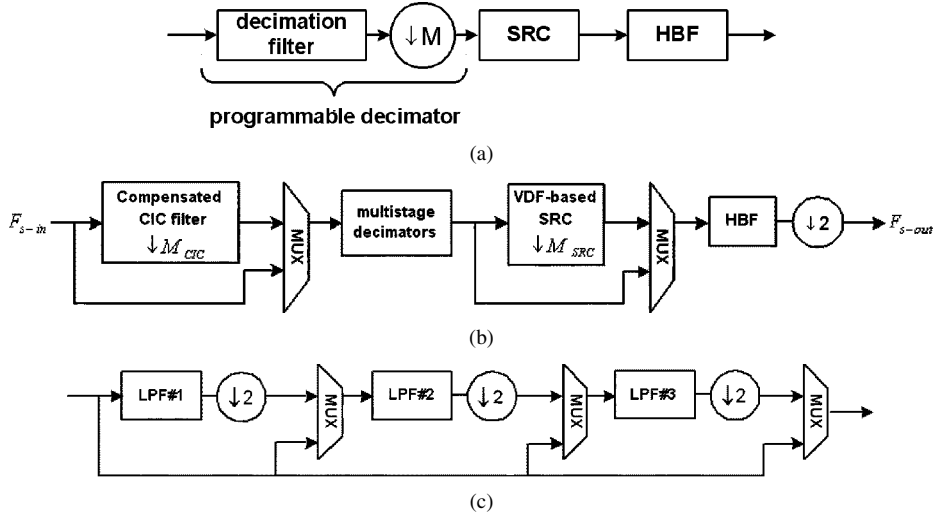 decimation
filter
↓M
SRC
HBF
programmable decimator
(a)
F_{s-in}
Compensated
CIC filter
↓M_{CIC}
MUX
multistage
decimators
VDF-based
SRC
↓M_{SRC}
MUX
HBF
↓2
F_{s-out}
(b)
LPF#1
↓2
MUX
LPF#2
↓2
MUX
LPF#3
↓2
MUX
(c)